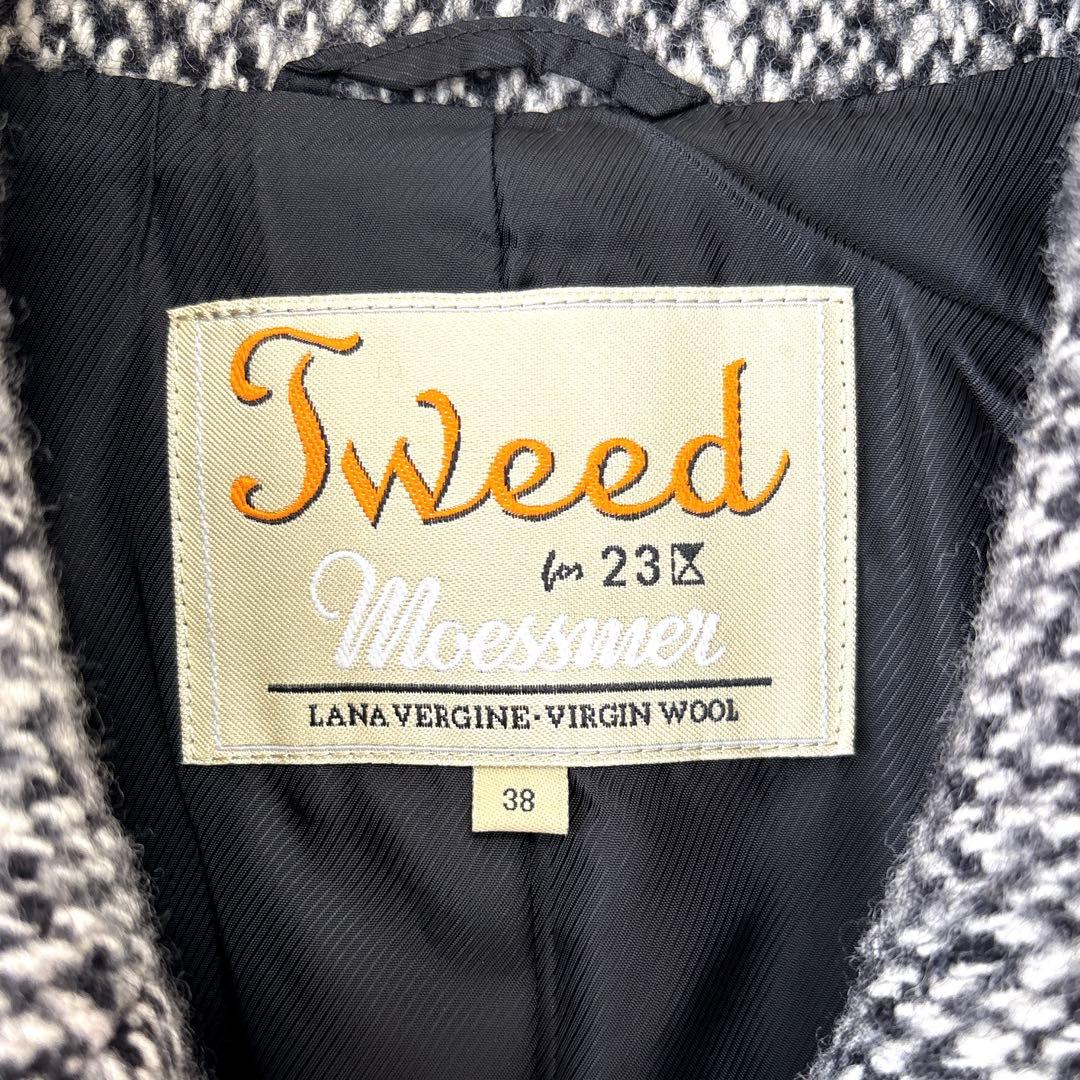 Tweed
for 23区
Moessmer
LANA VERGINE·VIRGIN WOOL
38